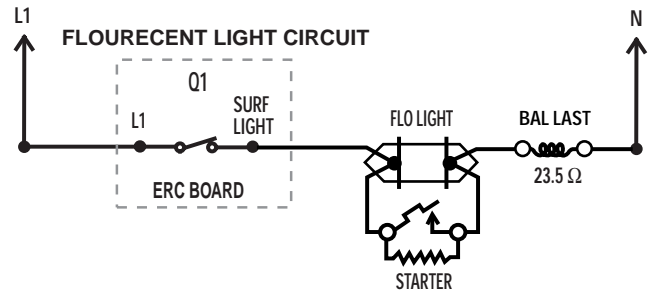 L1
N
FLOURECENT LIGHT CIRCUIT
Q1
L1
SURF
LIGHT
FLO LIGHT
BAL LAST
23.5 Ω
ERC BOARD
STARTER